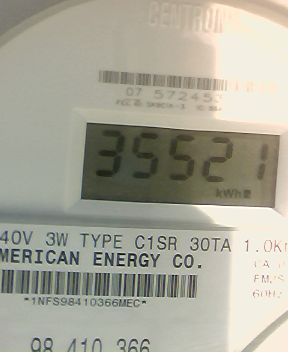 CENTRON
07 572453
35521
kWh
40V 3W TYPE C1SR 30TA 1.0K
MERICAN ENERGY CO.
*1NFS98410366MEC*
60Hz
98 410 366